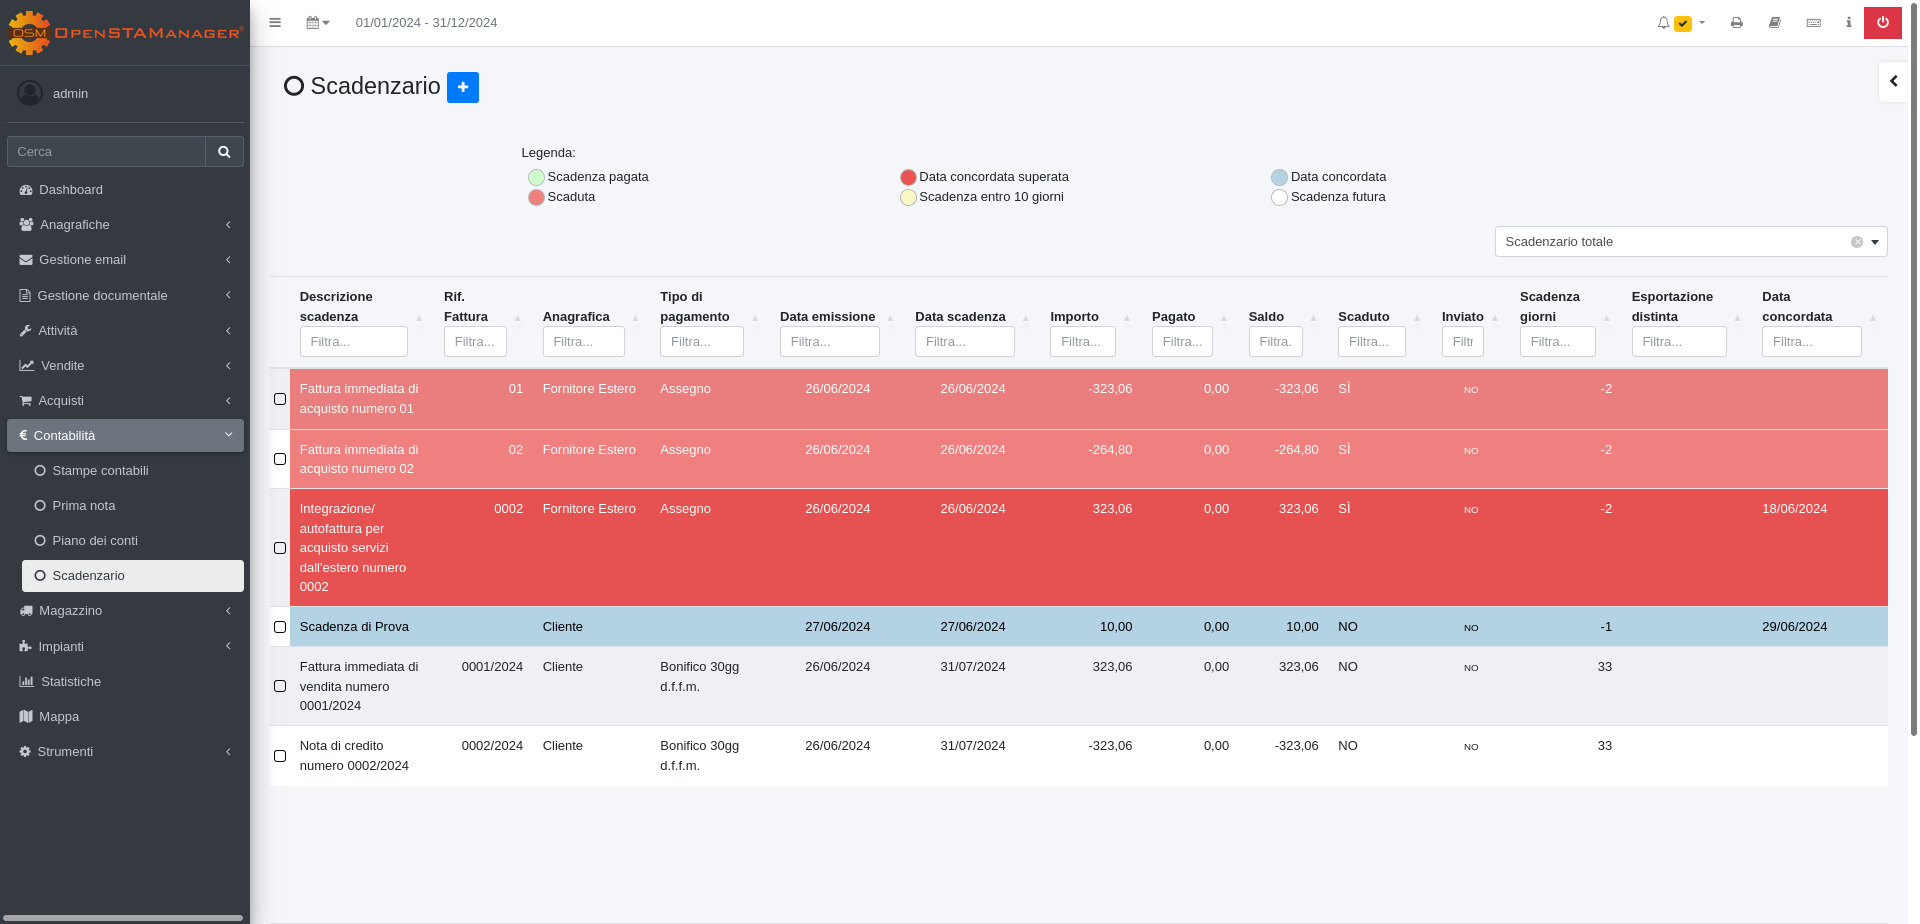 OSM OpenSTAManager
01/01/2024 - 31/12/2024
admin
Cerca
Dashboard
Anagrafiche
Gestione email
Gestione documentale
Attività
Vendite
Acquisti
Contabilità
Stampe contabili
Prima nota
Piano dei conti
Scadenzario
Magazzino
Impianti
Statistiche
Mappa
Strumenti
Scadenzario
Legenda:
Scadenza pagata
Data concordata superata
Data concordata
Scaduta
Scadenza entro 10 giorni
Scadenza futura
Scadenzario totale
Descrizione scadenza Rif. Fattura Anagrafica Tipo di pagamento Data emissione Data scadenza Importo Pagato Saldo Scaduto Inviato Scadenza giorni Esportazione distinta Data concordata
Filtra... Filtra... Filtra... Filtra... Filtra... Filtra... Filtra... Filtra... Filtra. Filtra... Filtr Filtra... Filtra... Filtra...
Fattura immediata di 01 Fornitore Estero Assegno 26/06/2024 26/06/2024 -323,06 0,00 -323,06 SÌ NO -2
acquisto numero 01
Fattura immediata di 02 Fornitore Estero Assegno 26/06/2024 26/06/2024 -264,80 0,00 -264,80 SÌ NO -2
acquisto numero 02
Integrazione/ 0002 Fornitore Estero Assegno 26/06/2024 26/06/2024 323,06 0,00 323,06 SÌ NO -2 18/06/2024
autofattura per
acquisto servizi
dall'estero numero
0002
Scadenza di Prova Cliente 27/06/2024 27/06/2024 10,00 0,00 10,00 NO NO -1 29/06/2024
Fattura immediata di 0001/2024 Cliente Bonifico 30gg 26/06/2024 31/07/2024 323,06 0,00 323,06 NO NO 33
vendita numero d.f.f.m.
0001/2024
Nota di credito 0002/2024 Cliente Bonifico 30gg 26/06/2024 31/07/2024 -323,06 0,00 -323,06 NO NO 33
numero 0002/2024 d.f.f.m.